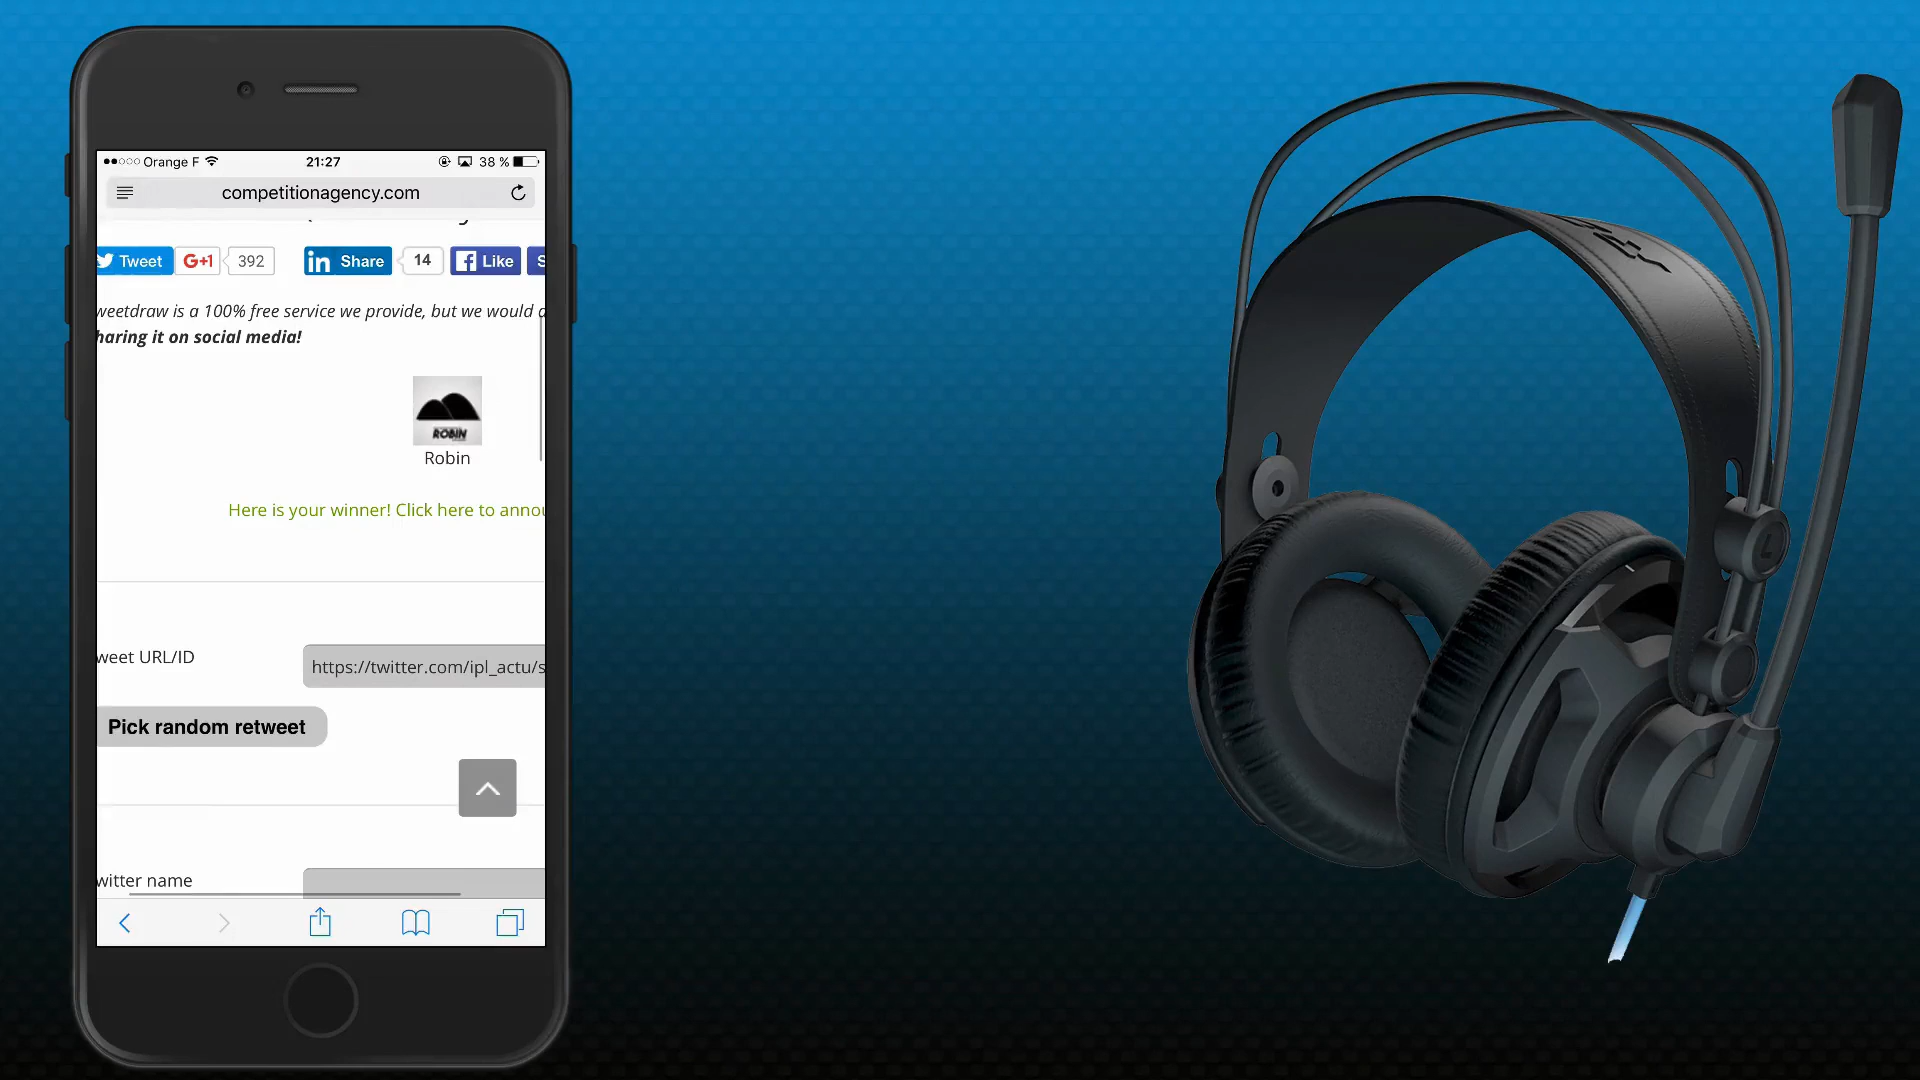 Orange F
21:27
38 %
competitionagency.com
Tweet
G+1
392
in Share
14
Like
S
weetdraw is a 100% free service we provide, but we would a
haring it on social media!
ROBIN
Robin
Here is your winner! Click here to annou
weet URL/ID
https://twitter.com/ipl_actu/s
Pick random retweet
witter name
L